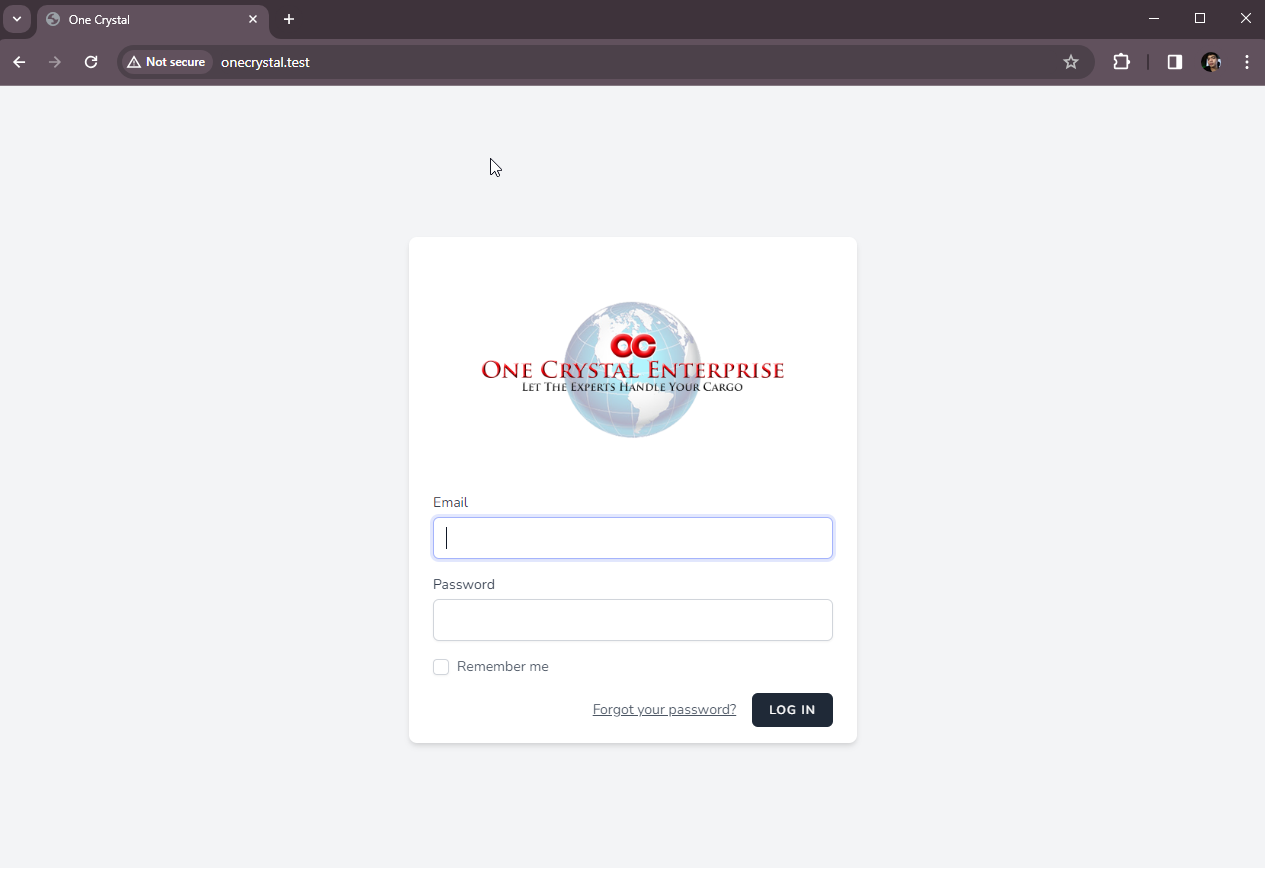 One Crystal
Not secure onecrystal.test
OC
ONE CRYSTAL ENTERPRISE
LET THE EXPERTS HANDLE YOUR CARGO
Email
Password
Remember me
Forgot your password? LOG IN